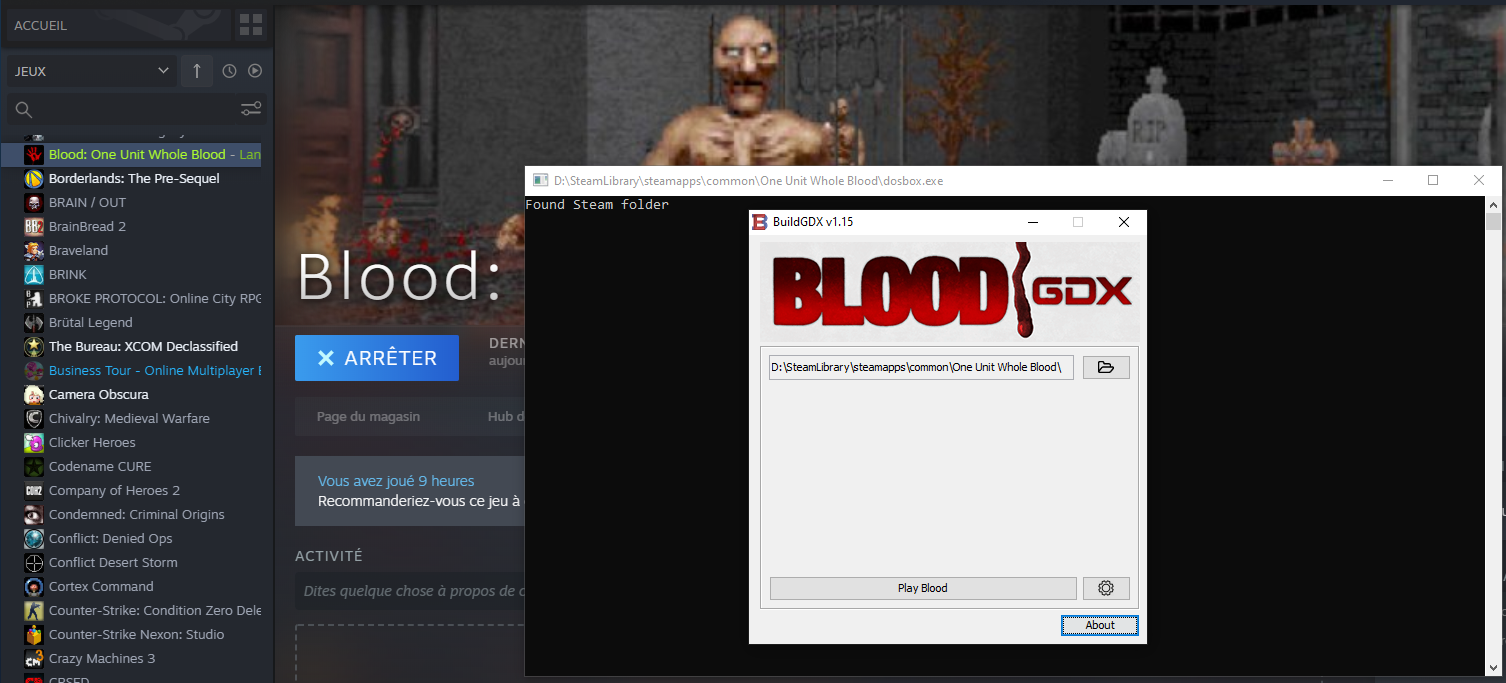 ACCUEIL
JEUX
Blood: One Unit Whole Blood - Lan
Borderlands: The Pre-Sequel
BRAIN / OUT
BrainBread 2
Braveland
BRINK
BROKE PROTOCOL: Online City RPG
Brütal Legend
The Bureau: XCOM Declassified
Business Tour - Online Multiplayer
Camera Obscura
Chivalry: Medieval Warfare
Clicker Heroes
Codename CURE
Company of Heroes 2
Condemned: Criminal Origins
Conflict: Denied Ops
Conflict Desert Storm
Cortex Command
Counter-Strike: Condition Zero Dele
Counter-Strike Nexon: Studio
Crazy Machines 3
RIP
Blood:
ARRÊTER
DERN
aujour
Page du magasin
Hub d
Vous avez joué 9 heures
Recommanderiez-vous ce jeu à
ACTIVITÉ
Dites quelque chose à propos de c
D:\SteamLibrary\steamapps\common\One Unit Whole Blood\dosbox.exe
Found Steam folder
BuildGDX v1.15
BLOOD GDX
D:\SteamLibrary\steamapps\common\One Unit Whole Blood\
Play Blood
About